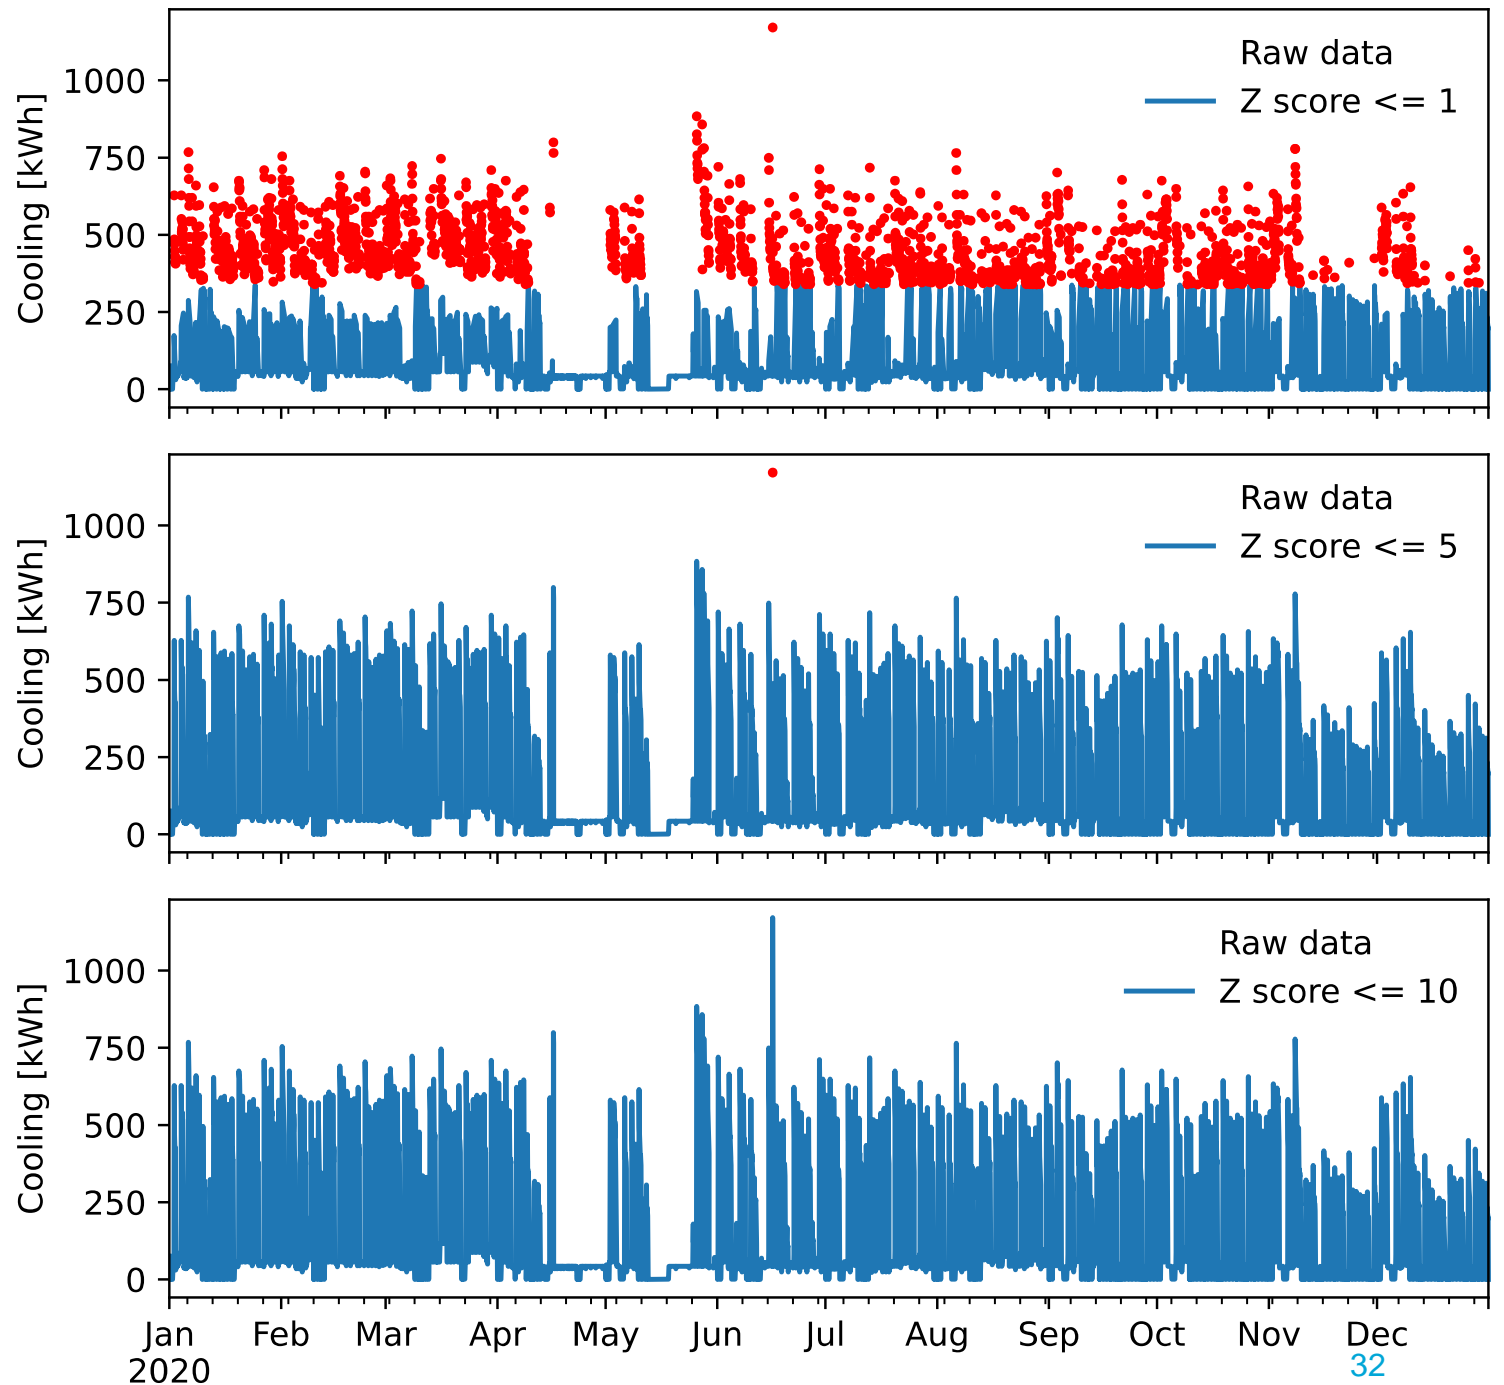 Raw data
Z score <= 1
Cooling [kWh]
1000
750
500
250
0
Raw data
Z score <= 5
Cooling [kWh]
1000
750
500
250
0
Raw data
Z score <= 10
Cooling [kWh]
1000
750
500
250
0
Jan Feb Mar Apr May Jun Jul Aug Sep Oct Nov Dec
2020
32